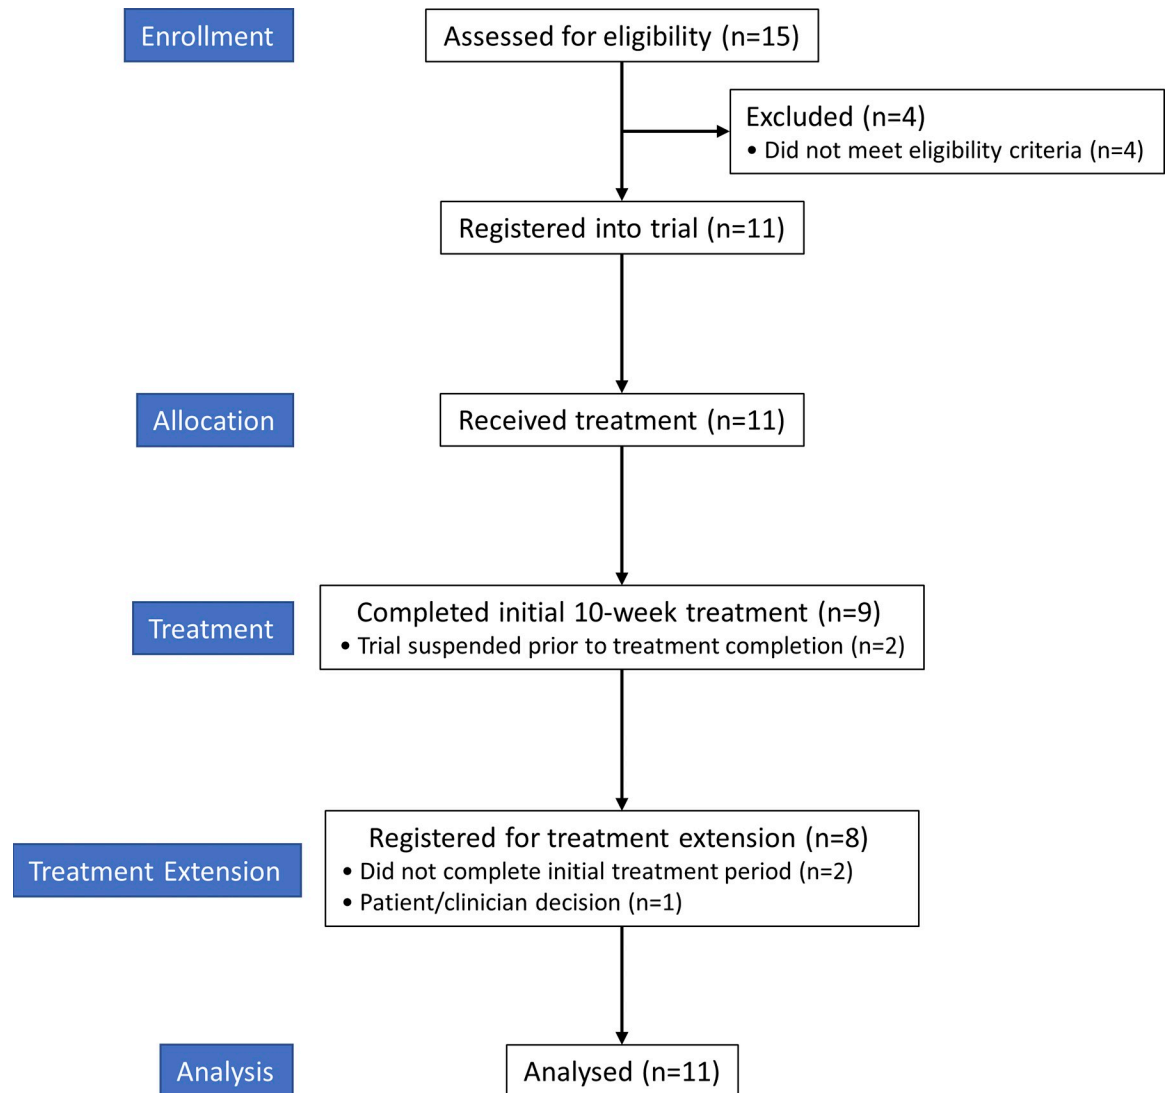 Enrollment
Assessed for eligibility (n=15)
Excluded (n=4)
• Did not meet eligibility criteria (n=4)
Registered into trial (n=11)
Allocation
Received treatment (n=11)
Treatment
Completed initial 10-week treatment (n=9)
• Trial suspended prior to treatment completion (n=2)
Treatment Extension
Registered for treatment extension (n=8)
• Did not complete initial treatment period (n=2)
• Patient/clinician decision (n=1)
Analysis
Analysed (n=11)